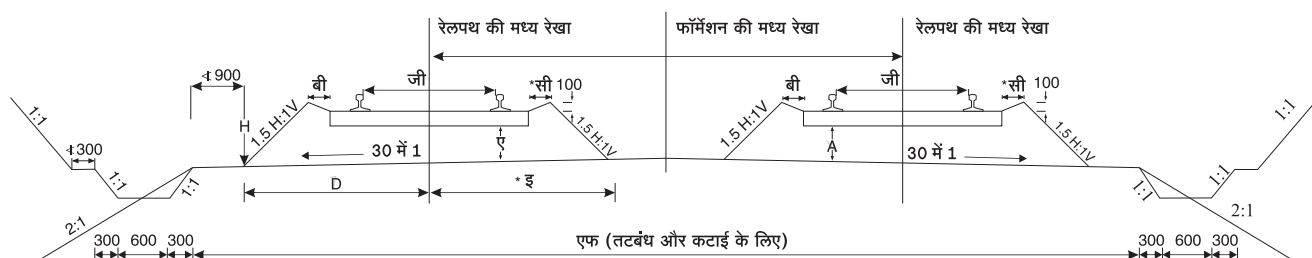 रेलपथ की मध्य रेखा
फॉर्मेशन की मध्य रेखा
रेलपथ की मध्य रेखा
≮900
बी
जी
*सी
100
बी
जी
*सी
100
1:1
H
1.5 H:1V
1.5 H:1V
1.5 H:1V
1.5 H:1V
1:1
≮300
30 में 1
ए
A
30 में 1
1:1
1:1
D
* इ
1:1
1:1
2:1
2:1
300
600
300
एफ (तटबंध और कटाई के लिए)
300
600
300